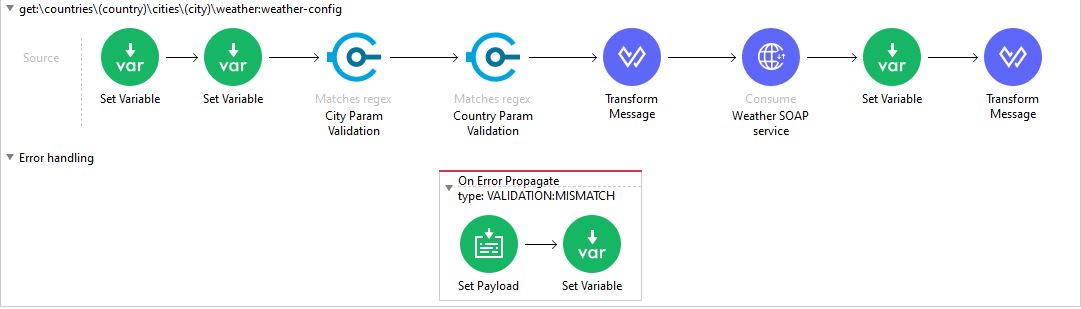 get:\countries\(country)\cities\(city)\weather:weather-config
Source
var
Set Variable
var
Set Variable
Matches regex
City Param
Validation
Matches regex
Country Param
Validation
Transform
Message
Consume
Weather SOAP
service
var
Set Variable
Transform
Message
Error handling
On Error Propagate
type: VALIDATION:MISMATCH
Set Payload
var
Set Variable